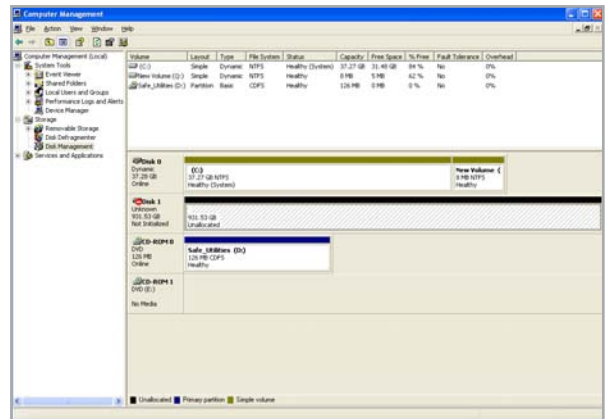 Computer Management
File Action View Window Help
Computer Management (Local)
System Tools
Event Viewer
Shared Folders
Local Users and Groups
Performance Logs and Alerts
Device Manager
Storage
Removable Storage
Disk Defragmenter
Disk Management
Services and Applications
Volume Layout Type File System Status Capacity Free Space % Free Fault Tolerance Overhead
(C:) Simple Dynamic NTFS Healthy (System) 37.27 GB 31.48 GB 84 % No 0%
New Volume (Q:) Simple Dynamic NTFS Healthy 8 MB 5 MB 62 % No 0%
Safe_Utilities (D:) Partition Basic CDFS Healthy 126 MB 0 MB 0 % No 0%
Disk 0
Dynamic
37.28 GB
Online
(C:)
37.27 GB NTFS
Healthy (System)
New Volume (
8 MB NTFS
Healthy
Disk 1
Unknown
931.53 GB
Not Initialized
931.53 GB
Unallocated
CD-ROM 0
DVD
126 MB
Online
Safe_Utilities (D:)
126 MB CDFS
Healthy
CD-ROM 1
DVD (E:)
No Media
Unallocated Primary partition Simple volume